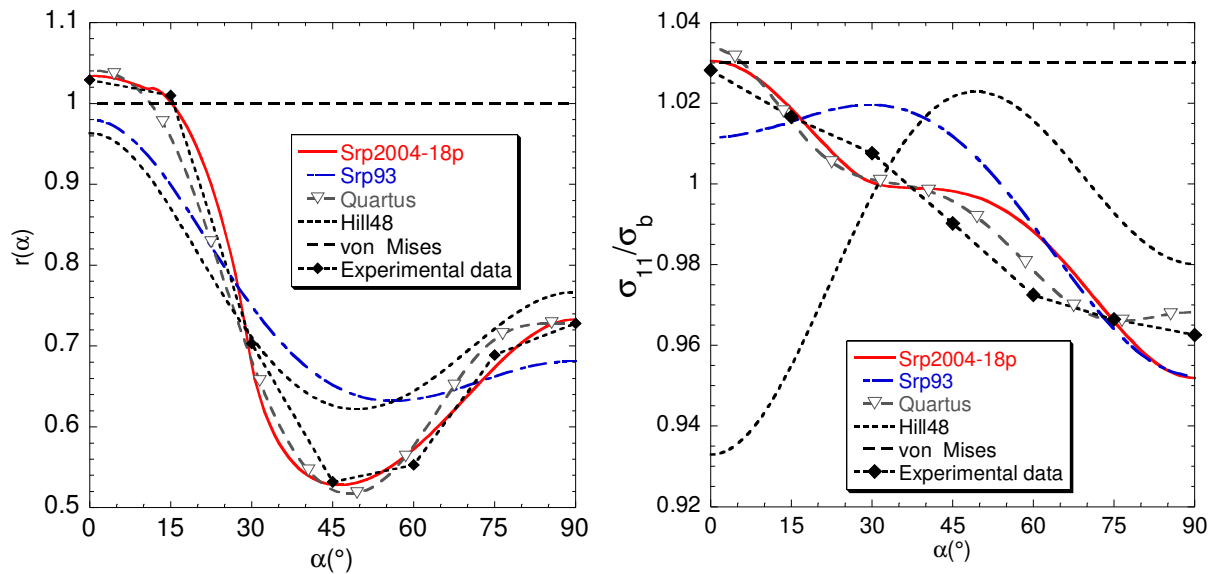 1.1
1
0.9
0.8
0.7
0.6
0.5
r(α)
0 15 30 45 60 75 90
α(°)
Srp2004-18p
Srp93
Quartus
Hill48
von Mises
Experimental data
1.04
1.02
1
0.98
0.96
0.94
0.92
σ11/σb
0 15 30 45 60 75 90
α(°)
Srp2004-18p
Srp93
Quartus
Hill48
von Mises
Experimental data